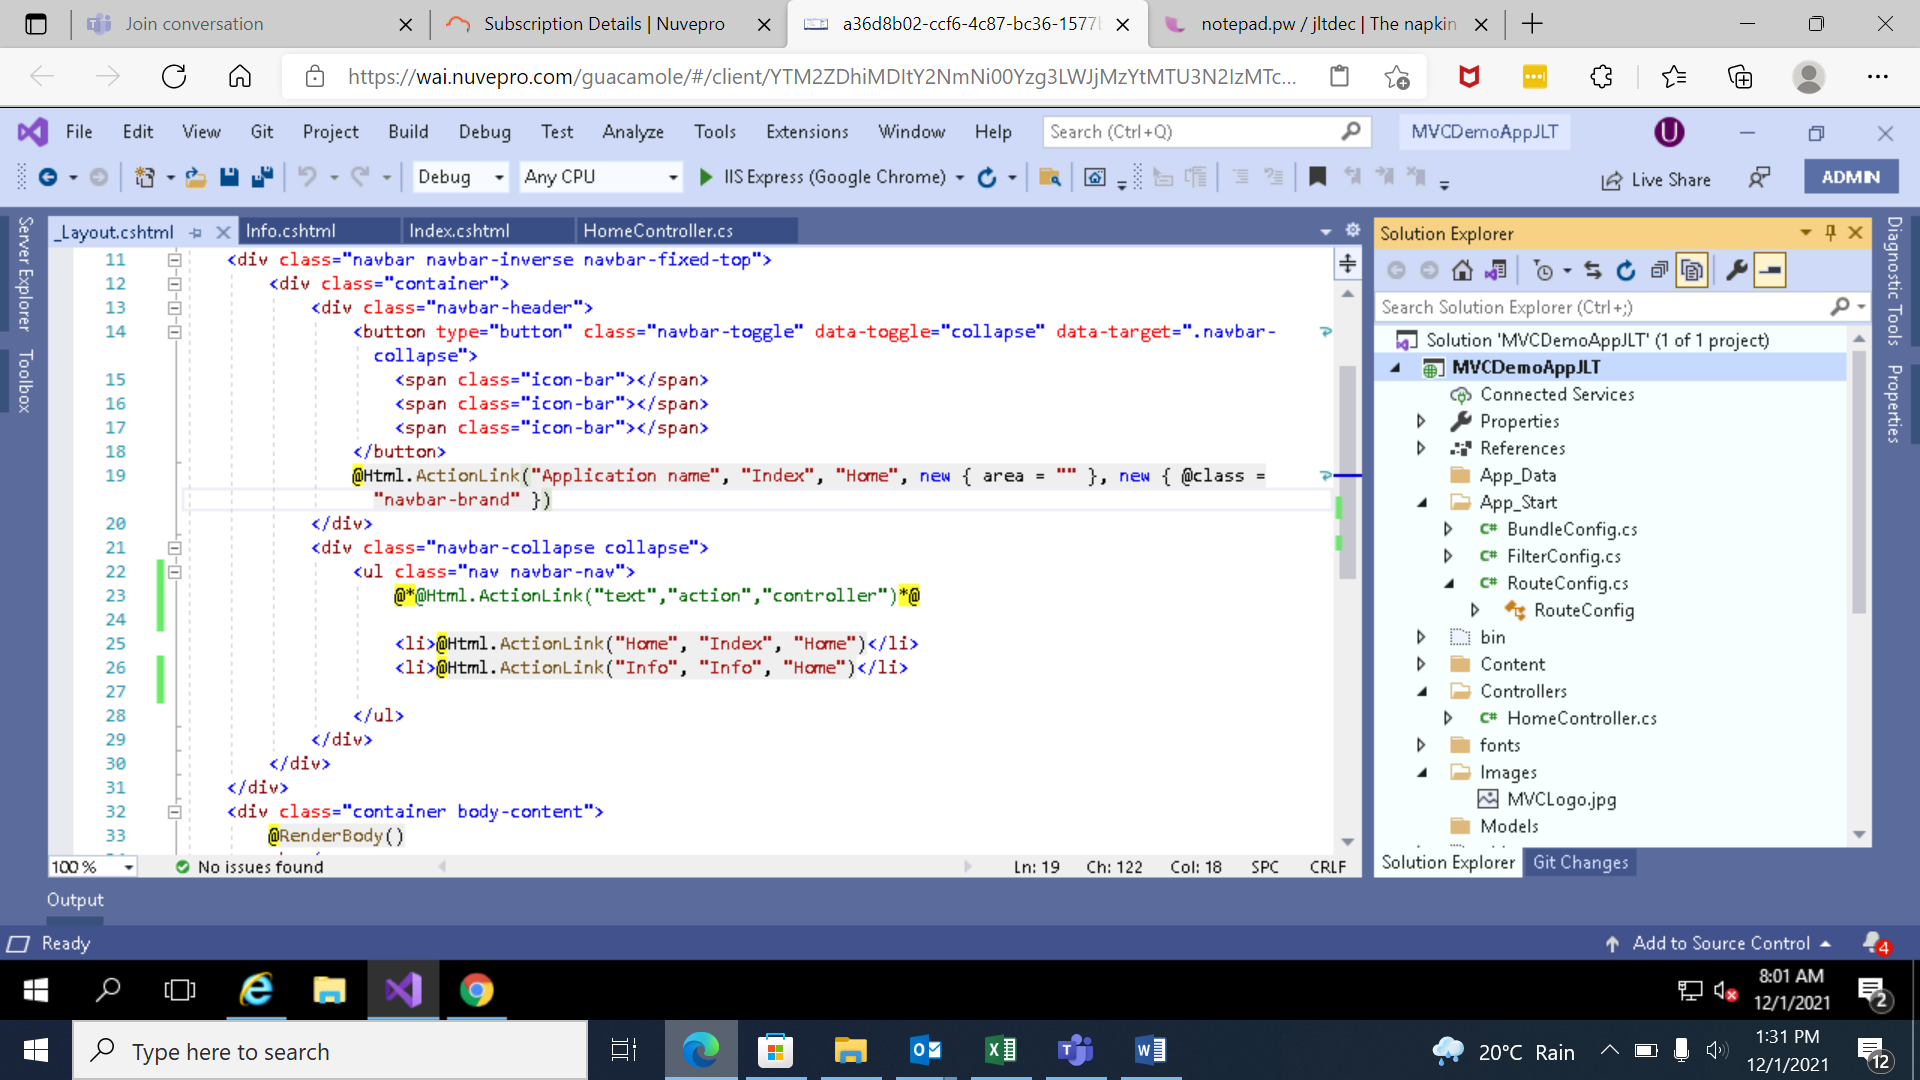 Join conversation
Subscription Details | Nuvepro
a36d8b02-ccf6-4c87-bc36-1577
notepad.pw / jltdec | The napkin
https://wai.nuvepro.com/guacamole/#/client/YTM2ZDhiMDItY2NmNi00Yzg3LWJjMzYtMTU3N2IzMTc...
File Edit View Git Project Build Debug Test Analyze Tools Extensions Window Help
Search (Ctrl+Q)
MVCDemoAppJLT
U
Debug
Any CPU
IIS Express (Google Chrome)
Live Share
ADMIN
Server Explorer
Toolbox
_Layout.cshtml
Info.cshtml
Index.cshtml
HomeController.cs
11 <div class="navbar navbar-inverse navbar-fixed-top">
12 <div class="container">
13 <div class="navbar-header">
14 <button type="button" class="navbar-toggle" data-toggle="collapse" data-target=".navbar-
collapse">
15 <span class="icon-bar"></span>
16 <span class="icon-bar"></span>
17 <span class="icon-bar"></span>
18 </button>
19 @Html.ActionLink("Application name", "Index", "Home", new { area = "" }, new { @class =
"navbar-brand" })
20 </div>
21 <div class="navbar-collapse collapse">
22 <ul class="nav navbar-nav">
23 @*@Html.ActionLink("text","action","controller")*@
24
25 <li>@Html.ActionLink("Home", "Index", "Home")</li>
26 <li>@Html.ActionLink("Info", "Info", "Home")</li>
27
28 </ul>
29 </div>
30 </div>
31 </div>
32 <div class="container body-content">
33 @RenderBody()
100 %
No issues found
Ln: 19 Ch: 122 Col: 18 SPC CRLF
Solution Explorer
Search Solution Explorer (Ctrl+;)
Solution 'MVCDemoAppJLT' (1 of 1 project)
MVCDemoAppJLT
Connected Services
Properties
References
App_Data
App_Start
C# BundleConfig.cs
C# FilterConfig.cs
C# RouteConfig.cs
RouteConfig
bin
Content
Controllers
C# HomeController.cs
fonts
Images
MVCLogo.jpg
Models
Solution Explorer
Git Changes
Diagnostic Tools
Properties
Output
Ready
Add to Source Control
4
8:01 AM
12/1/2021
2
Type here to search
20°C Rain
1:31 PM
12/1/2021
12